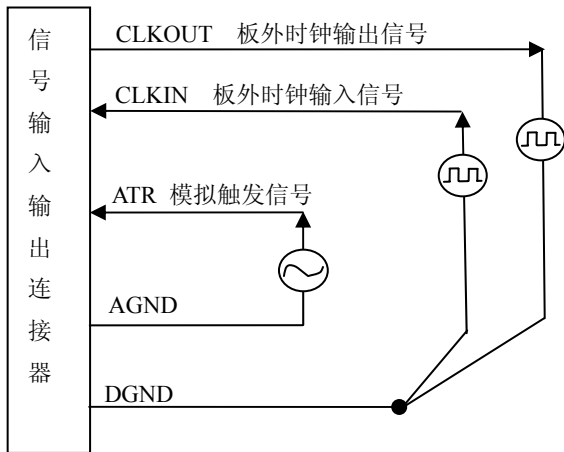 信号输入输出连接器
CLKOUT 板外时钟输出信号
CLKIN 板外时钟输入信号
ATR 模拟触发信号
AGND
DGND